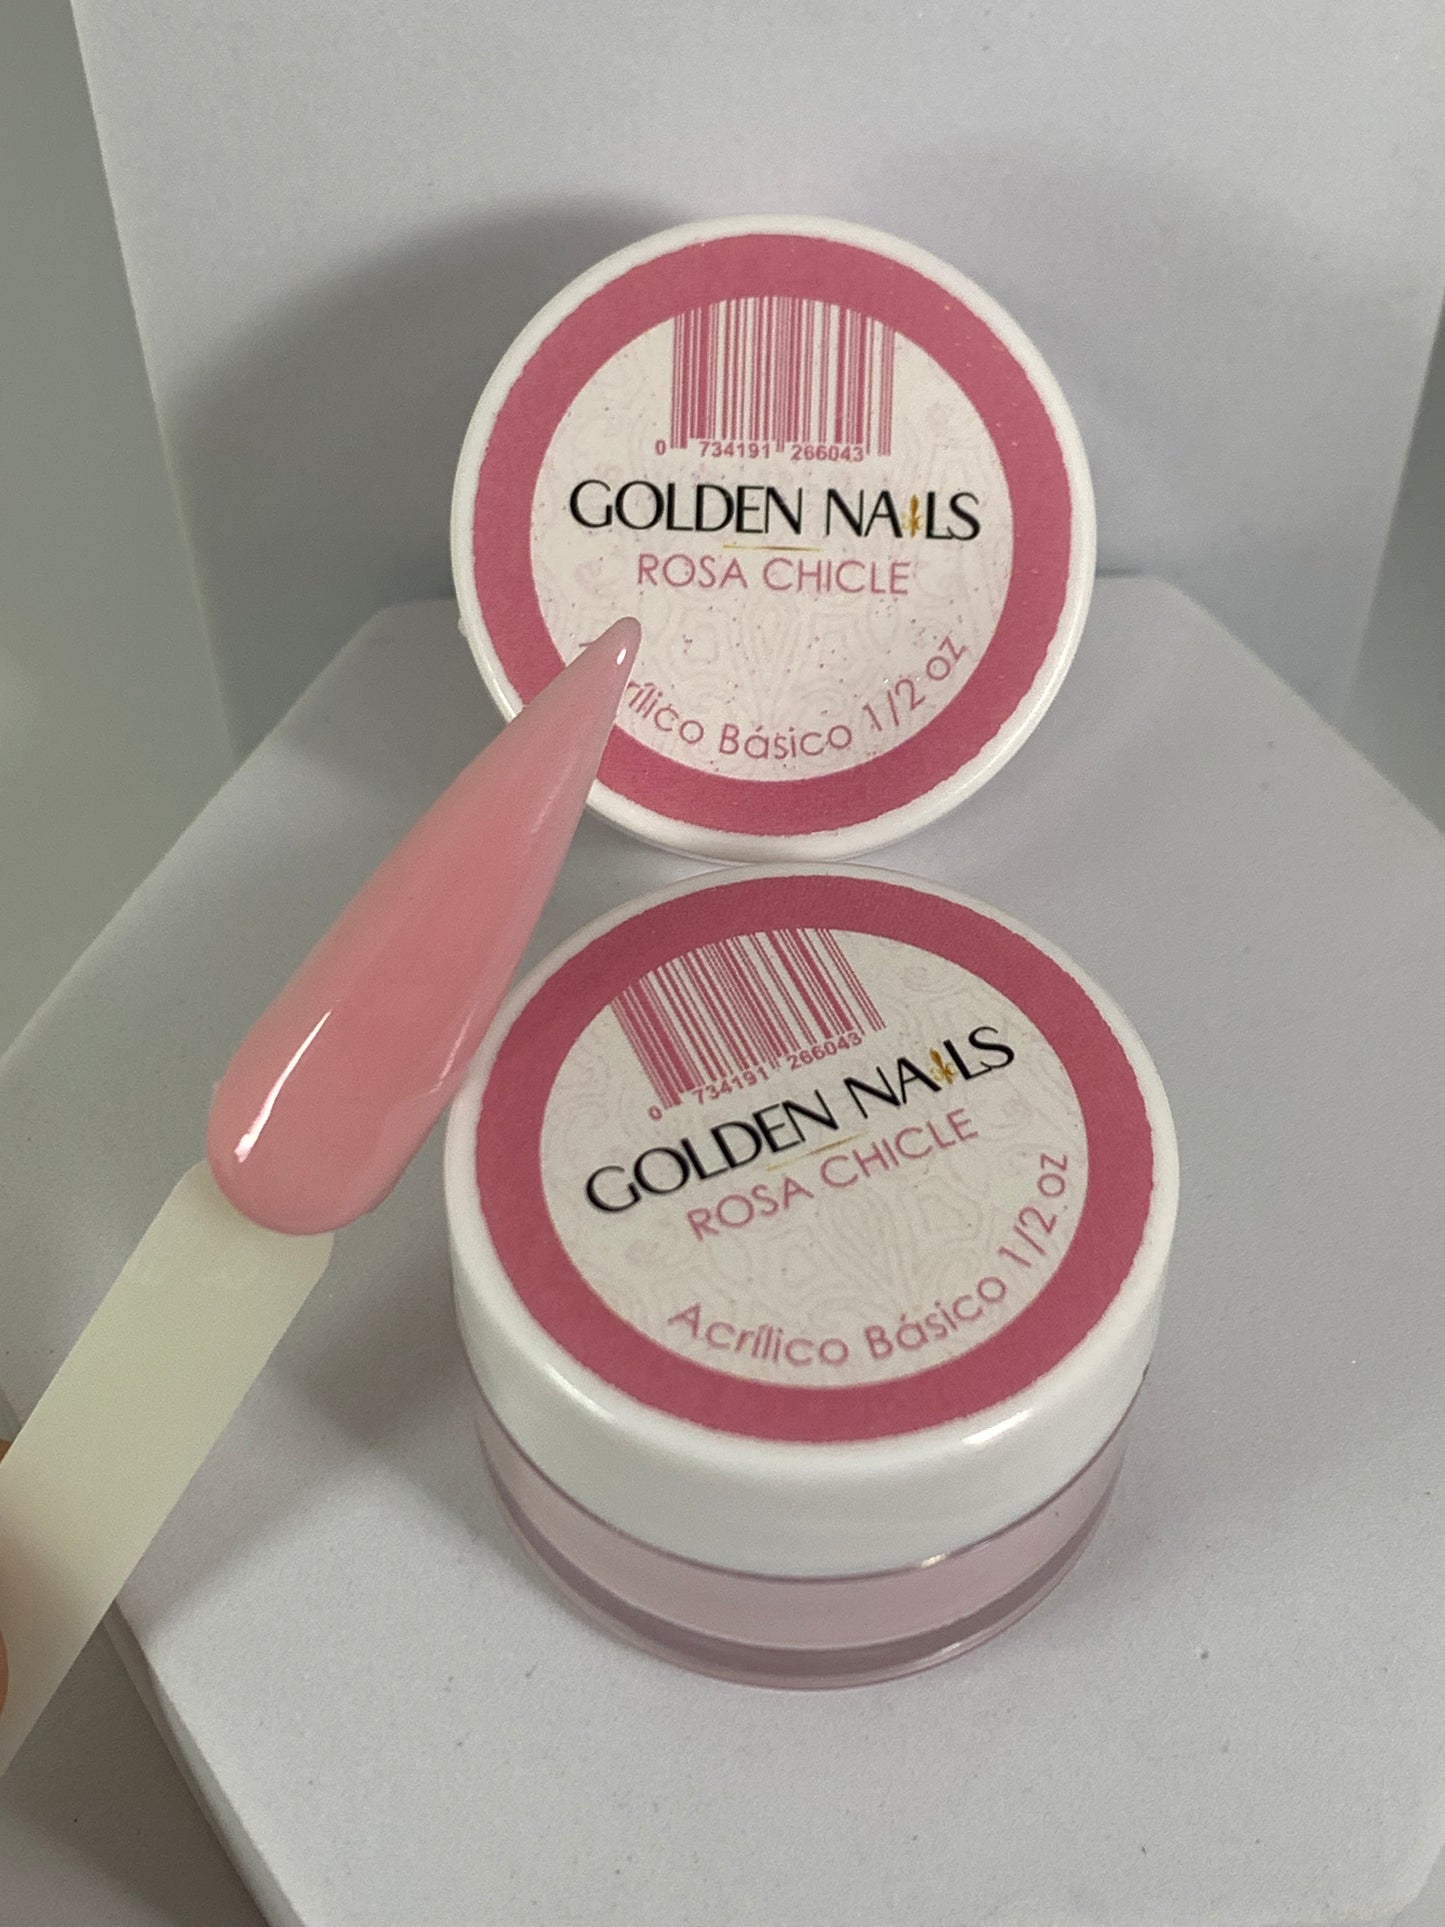 0 734191 266043
GOLDEN NAILS
ROSA CHICLE
Básico 1/2 oz
0 734191 266043
GOLDEN NAILS
ROSA CHICLE
Acrílico Básico 1/2 oz